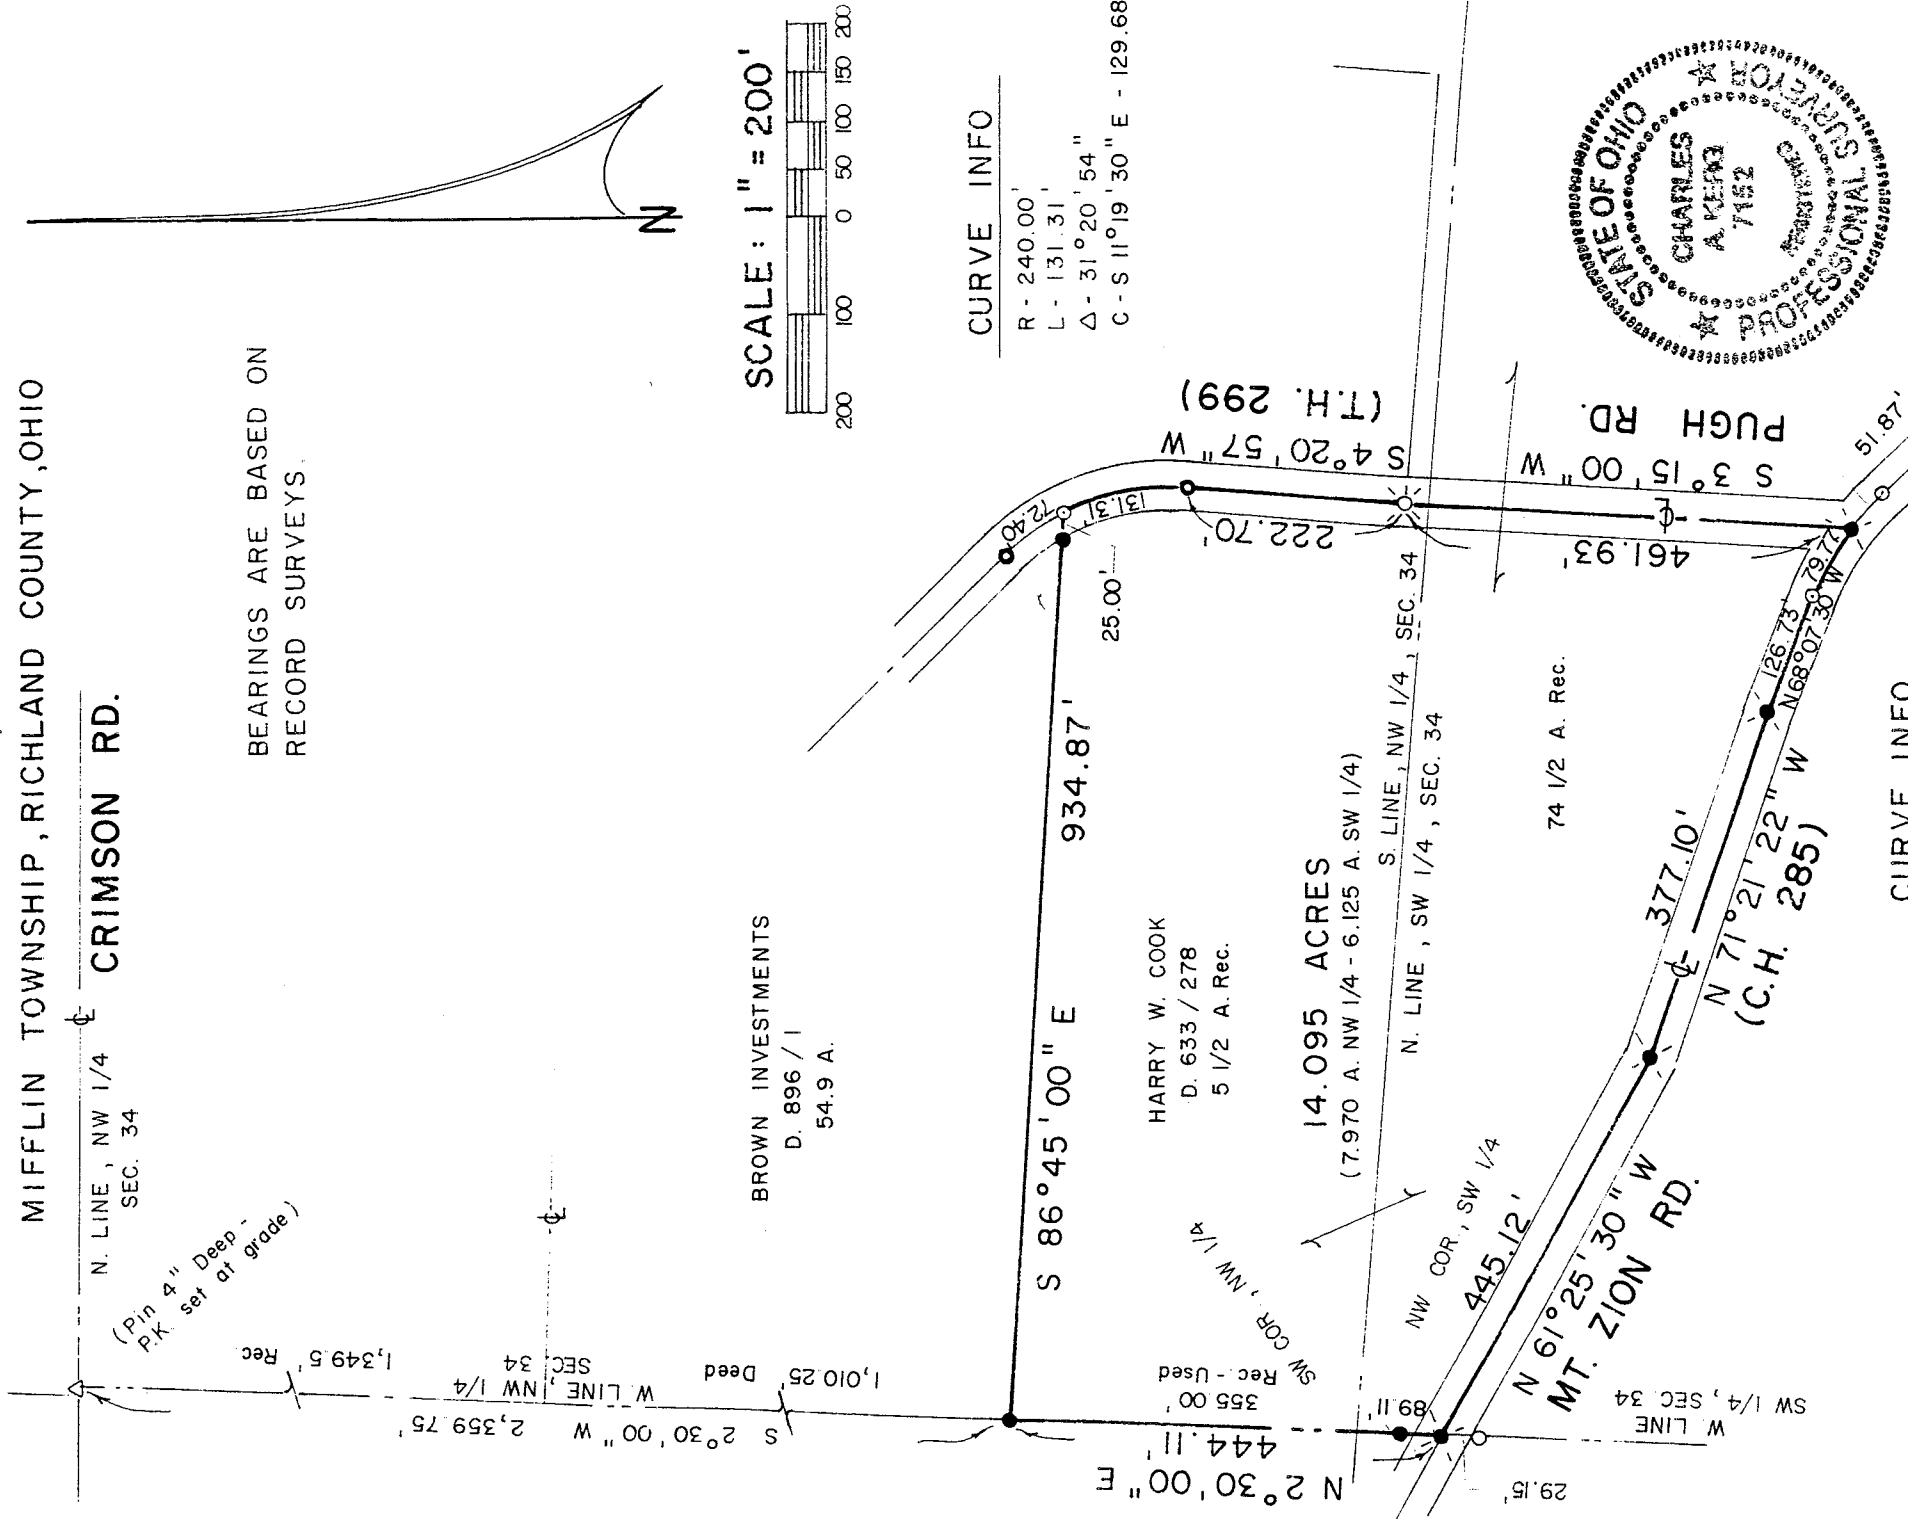 MIFFLIN TOWNSHIP, RICHLAND COUNTY, OHIO
N. LINE, NW 1/4
SEC. 34
CRIMSON RD.
(Pin 4" Deep -
P.K. set at grade)
BEARINGS ARE BASED ON
RECORD SURVEYS.
N
SCALE: 1" = 200'
200 100 0 50 100 150 200
CURVE INFO
R - 240.00'
L - 131.31'
Δ - 31° 20' 54"
C - S 11° 19' 30" E - 129.68
STATE OF OHIO
CHARLES
A.
7152
REGISTERED
PROFESSIONAL SURVEYOR
1,349.5' Rec.
W. LINE, NW 1/4
SEC. 34
S 2° 30' 00" W 2,359.75'
1,010.25' Deed
BROWN INVESTMENTS
D. 896 / 1
54.9 A.
S 86° 45' 00" E 934.87'
25.00'
72.40'
131.31'
222.70'
S 4° 20' 57" W
(T.H. 299)
HARRY W. COOK
D. 633 / 278
5 1/2 A. Rec.
14.095 ACRES
(7.970 A. NW 1/4 - 6.125 A. SW 1/4)
S. LINE, NW 1/4, SEC. 34
N. LINE, SW 1/4, SEC. 34
74 1/2 A. Rec.
461.93'
S 3° 15' 00" W
PUGH RD.
51.87'
79.77'
126.73'
N 68° 07' 30" W
377.10'
N 71° 21' 22" W
(C.H. 285)
445.12'
N 61° 25' 30" W
MT. ZION RD.
SW COR., NW 1/4
NW COR., SW 1/4
355.00'
Rec. - Used
89.11'
444.11'
N 2° 30' 00" E
W. LINE
SW 1/4, SEC. 34
29.15'
CURVE INFO